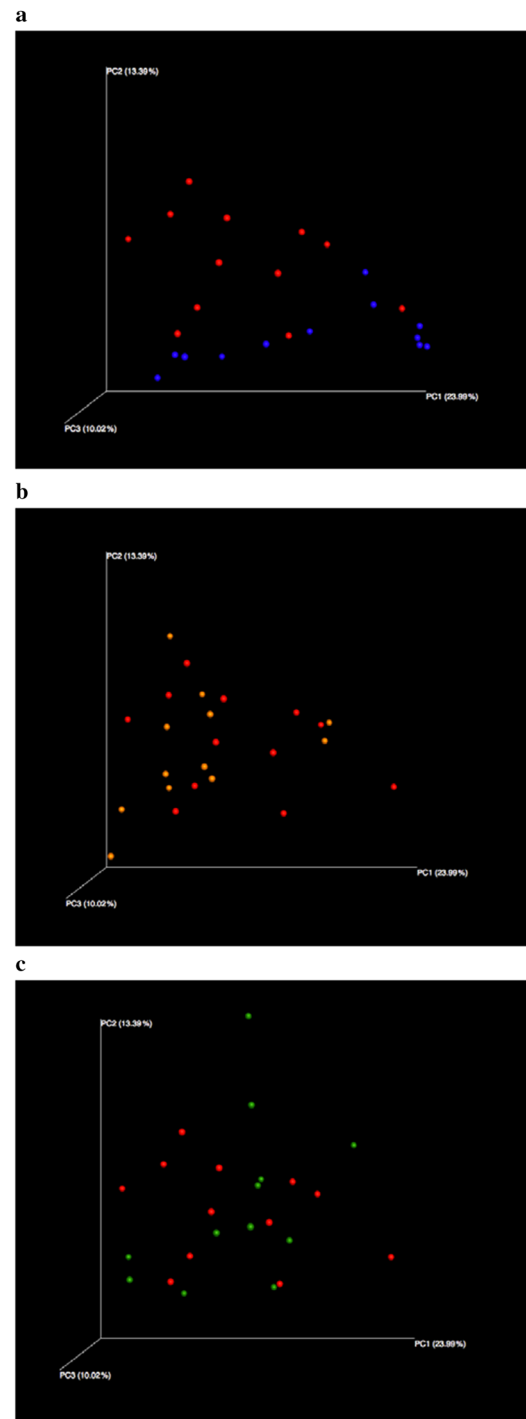 a
PC2 (13.39%)
PC1 (23.99%)
PC3 (10.02%)
b
PC2 (13.39%)
PC1 (23.99%)
PC3 (10.02%)
c
PC2 (13.39%)
PC1 (23.99%)
PC3 (10.02%)